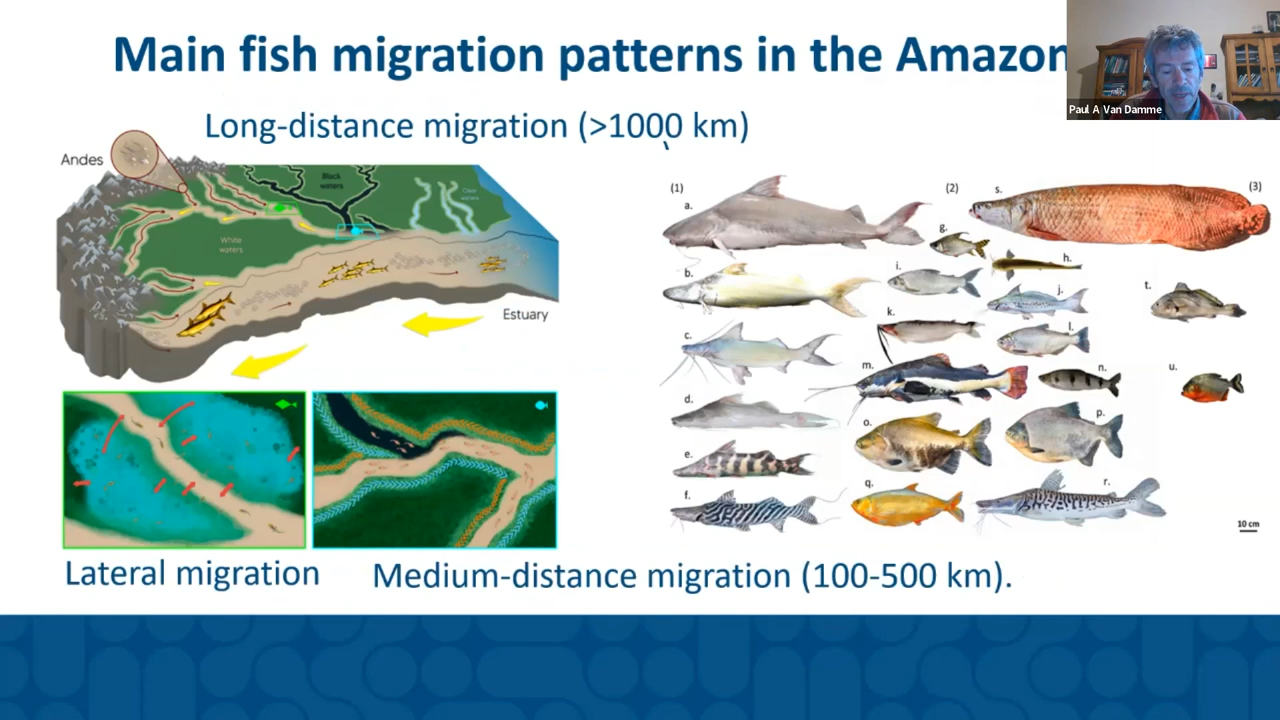 Main fish migration patterns in the Amazon
Paul A Van Damme
Long-distance migration (>1000 km)
Andes
Black
waters
Clear
waters
White
waters
Estuary
(1)
(2)
(3)
a.
b.
c.
d.
e.
f.
g.
h.
i.
j.
k.
l.
m.
n.
o.
p.
q.
r.
s.
t.
u.
10 cm
Lateral migration
Medium-distance migration (100-500 km).